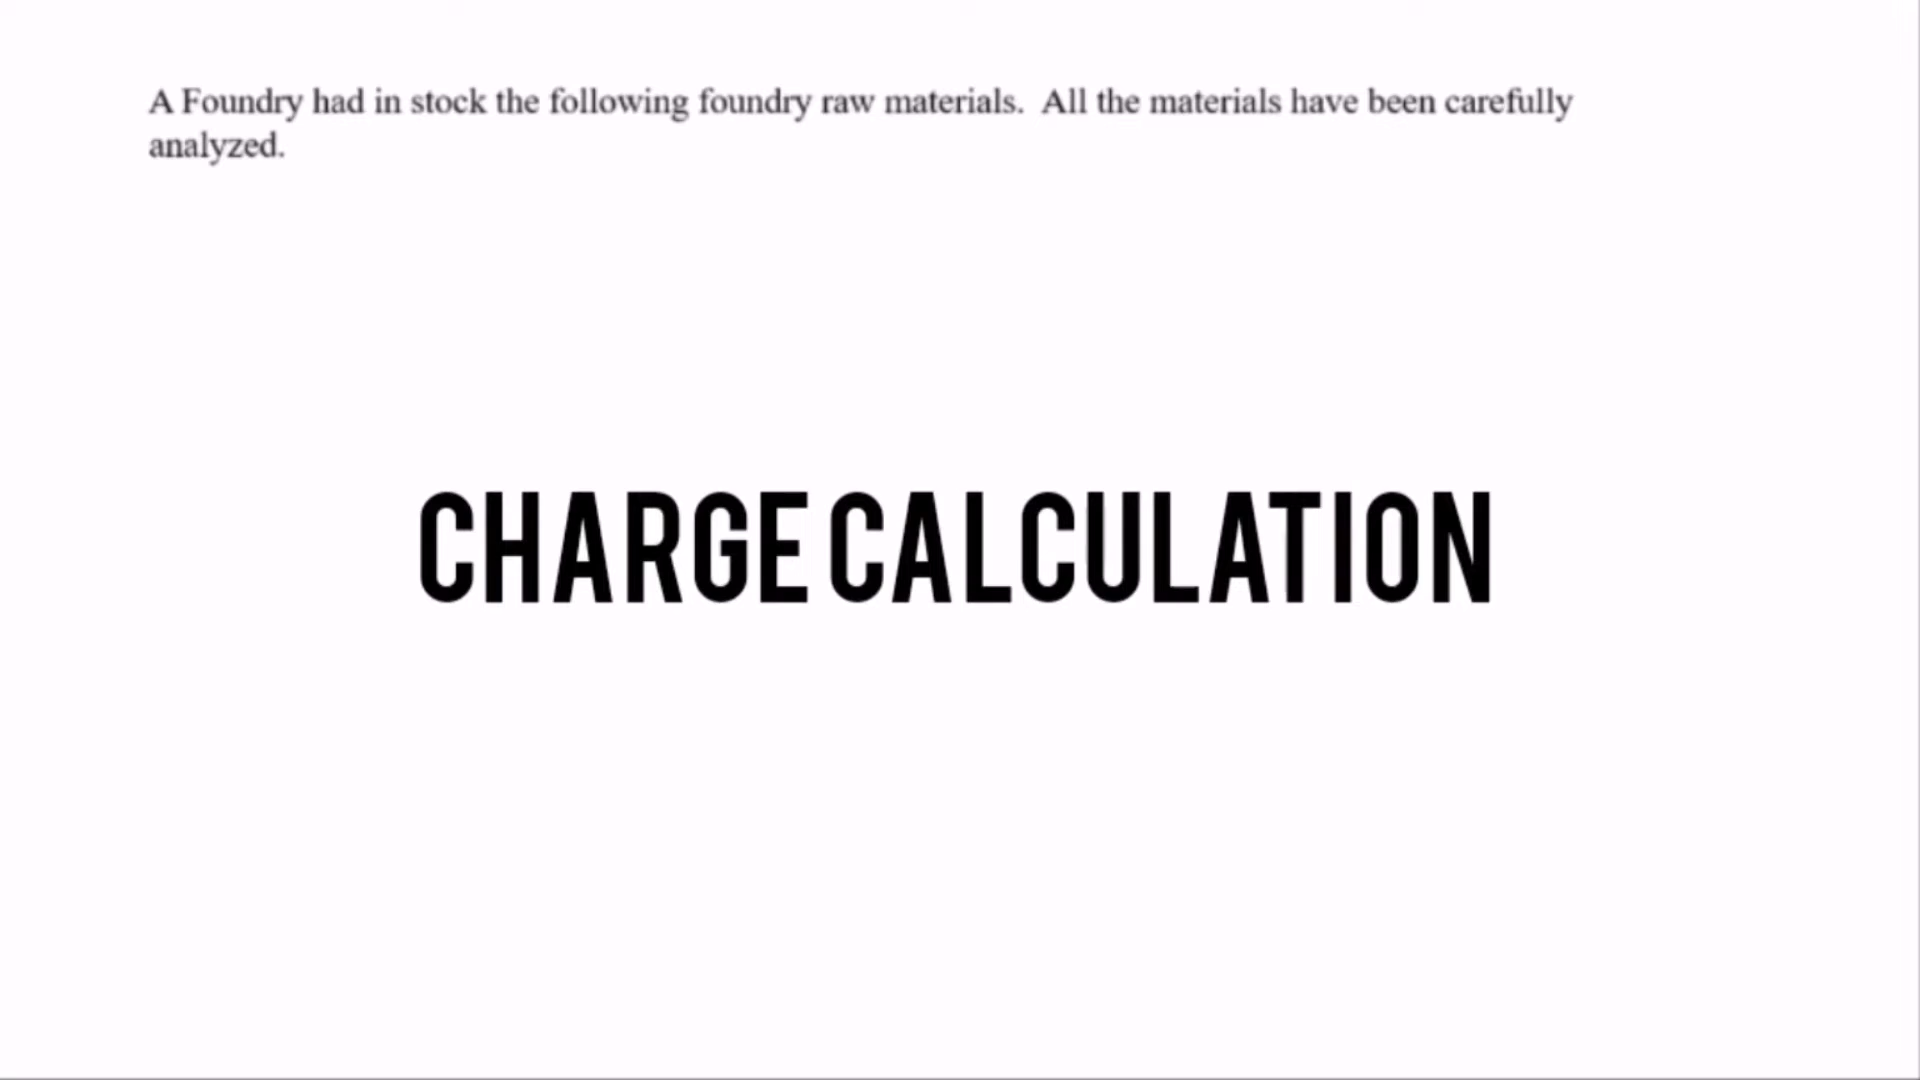 A Foundry had in stock the following foundry raw materials. All the materials have been carefully
analyzed.
CHARGE CALCULATION